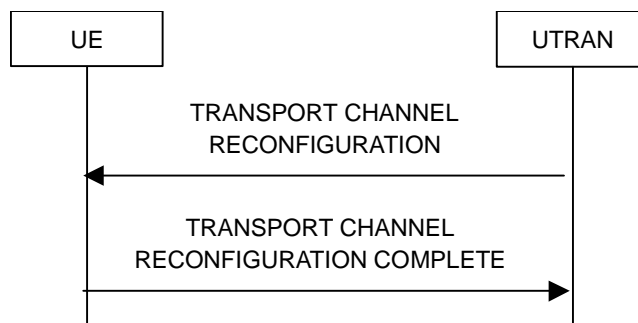 UE
UTRAN
TRANSPORT CHANNEL
RECONFIGURATION
TRANSPORT CHANNEL
RECONFIGURATION COMPLETE